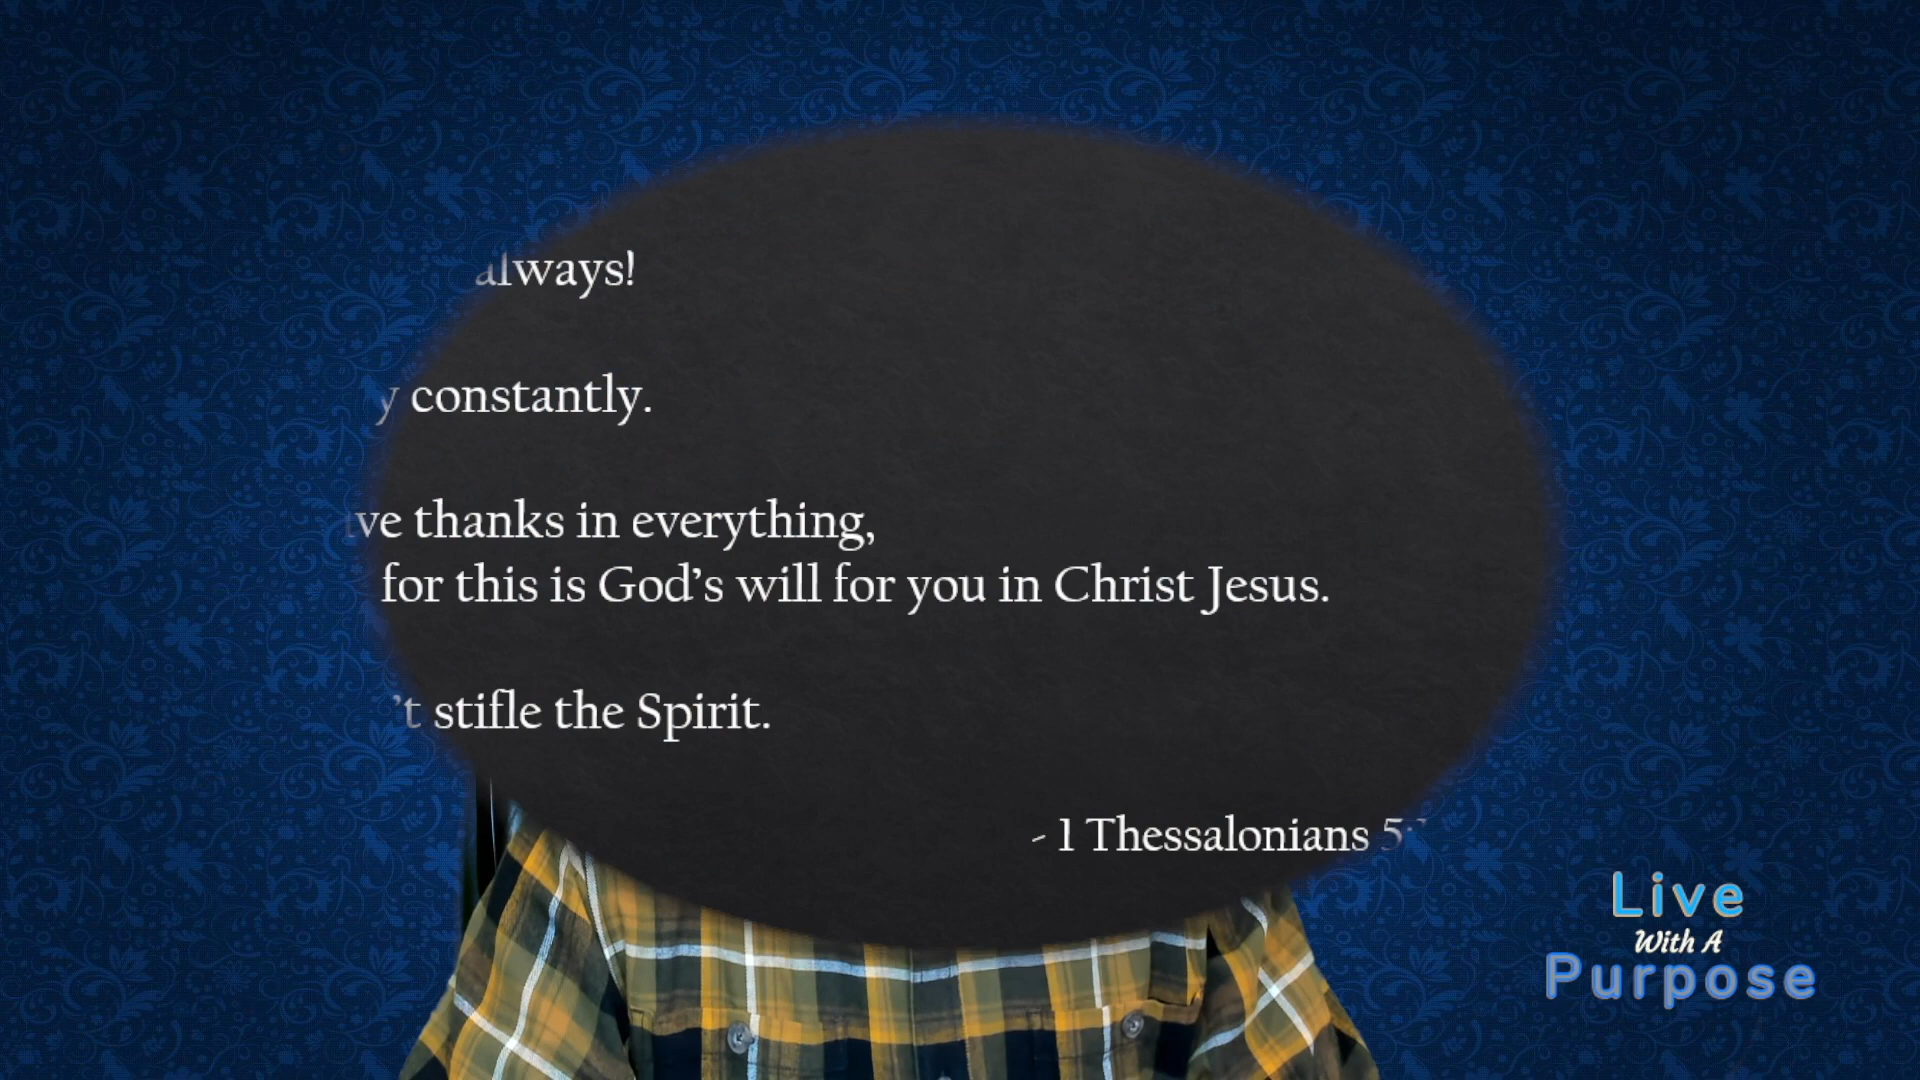 always!
constantly.
thanks in everything,
for this is God's will for you in Christ Jesus.
stifle the Spirit.
- 1 Thessalonians
Live
With A
Purpose